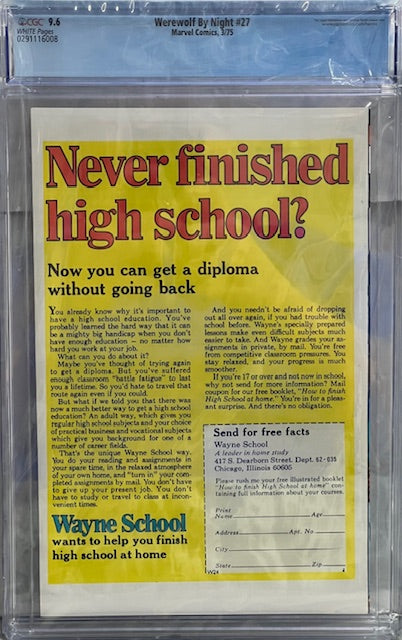 CGC 9.6
WHITE Pages
0291116008
Werewolf By Night #27
Marvel Comics, 3/75
Never finished
high school?
Now you can get a diploma
without going back
You already know why it's important to
have a high school education. You've
probably learned the hard way that it can
be a mighty big handicap when you don't
have enough education – no matter how
hard you work at your job.
What can you do about it?
Maybe you've thought of trying again
to get a diploma. But you've suffered
enough classroom "battle fatigue" to last
you a lifetime. So you'd hate to travel that
route again even if you could.
But what if we told you that there was
now a much better way to get a high school
education? An adult way, which gives you
regular high school subjects and your choice
of practical business and vocational subjects
which give you background for one of a
number of career fields.
That's the unique Wayne School way.
You do your reading and assignments in
your spare time, in the relaxed atmosphere
of your own home, and "turn in" your com-
pleted assignments by mail. You don't have
to give up your present job. You don't have
to study or travel to class at incon-
venient times.
Wayne School
wants to help you finish
high school at home
And you needn't be afraid of dropping
out all over again, if you had trouble with
school before. Wayne's specially prepared
lessons make even difficult subjects much
easier to take. And Wayne grades your as-
signments in private, by mail. You're free
from competitive classroom pressures. You
stay relaxed, and your progress is much
smoother.
If you're 17 or over and not now in school,
why not send for more information? Mail
coupon for our free booklet, "How to finish
High School at home." You're in for a pleas-
ant surprise. And there's no obligation.
Send for free facts
Wayne School
A leader in home study
417 S. Dearborn Street. Dept. 62-035
Chicago, Illinois 60605
Please rush me your free illustrated booklet
"How to finish High School at home" con-
taining full information about your courses.
Print
Name Age
Address Apt. No
City
State Zip
W24 4